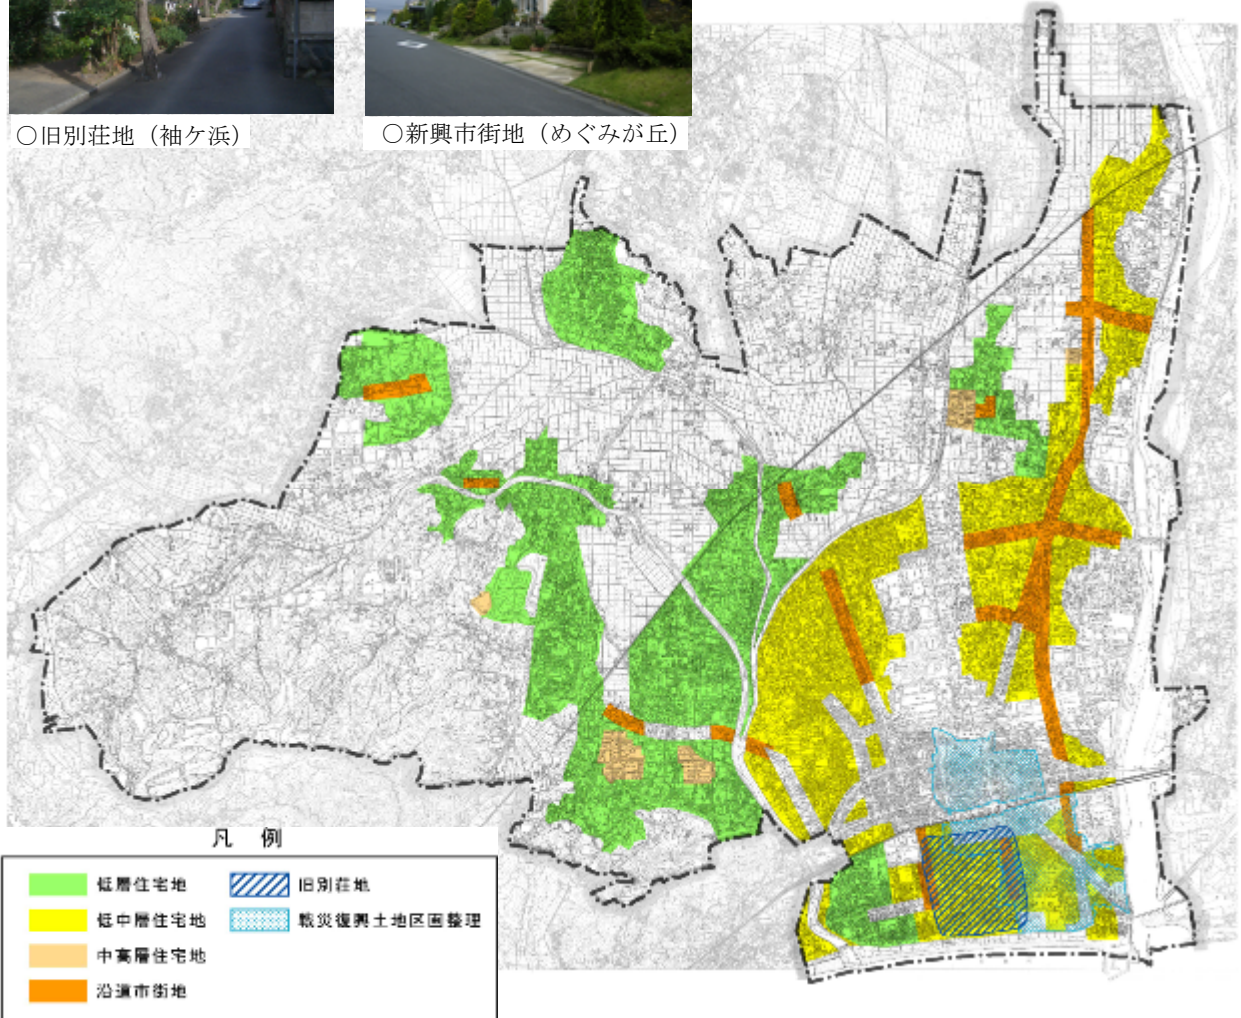 ○旧別荘地（袖ケ浜）
○新興市街地（めぐみが丘）
凡 例
低層住宅地
旧別荘地
低中層住宅地
戦災復興土地区画整理
中高層住宅地
沿道市街地